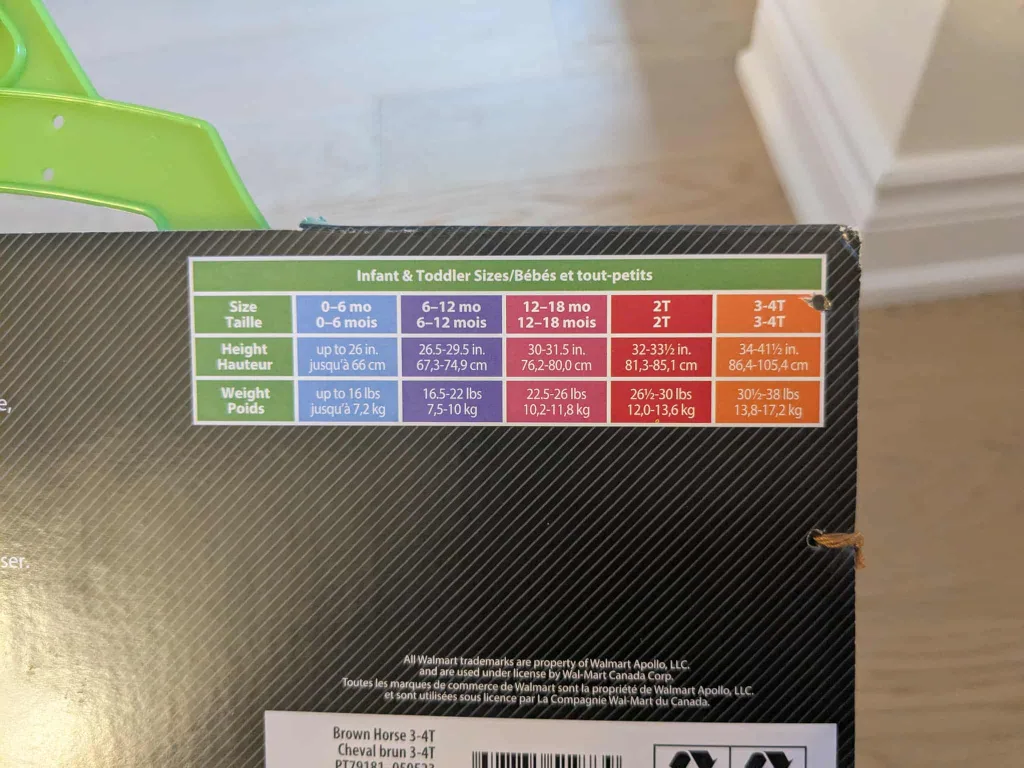 Infant & Toddler Sizes/Bébés et tout-petits
Size 0–6 mo 6–12 mo 12–18 mo 2T 3-4T
Taille 0–6 mois 6–12 mois 12–18 mois 2T 3-4T
Height up to 26 in. 26.5-29.5 in. 30-31.5 in. 32-33½ in. 34-41½ in.
Hauteur jusqu'à 66 cm 67,3-74,9 cm 76,2-80,0 cm 81,3-85,1 cm 86,4-105,4 cm
Weight up to 16 lbs 16.5-22 lbs 22.5-26 lbs 26½-30 lbs 30½-38 lbs
Poids jusqu'à 7,2 kg 7,5-10 kg 10,2-11,8 kg 12,0-13,6 kg 13,8-17,2 kg
ser.
All Walmart trademarks are property of Walmart Apollo, LLC.
and are used under license by Wal-Mart Canada Corp.
Toutes les marques de commerce de Walmart sont la propriété de Walmart Apollo, LLC.
et sont utilisées sous licence par La Compagnie Wal-Mart du Canada.
Brown Horse 3-4T
Cheval brun 3-4T